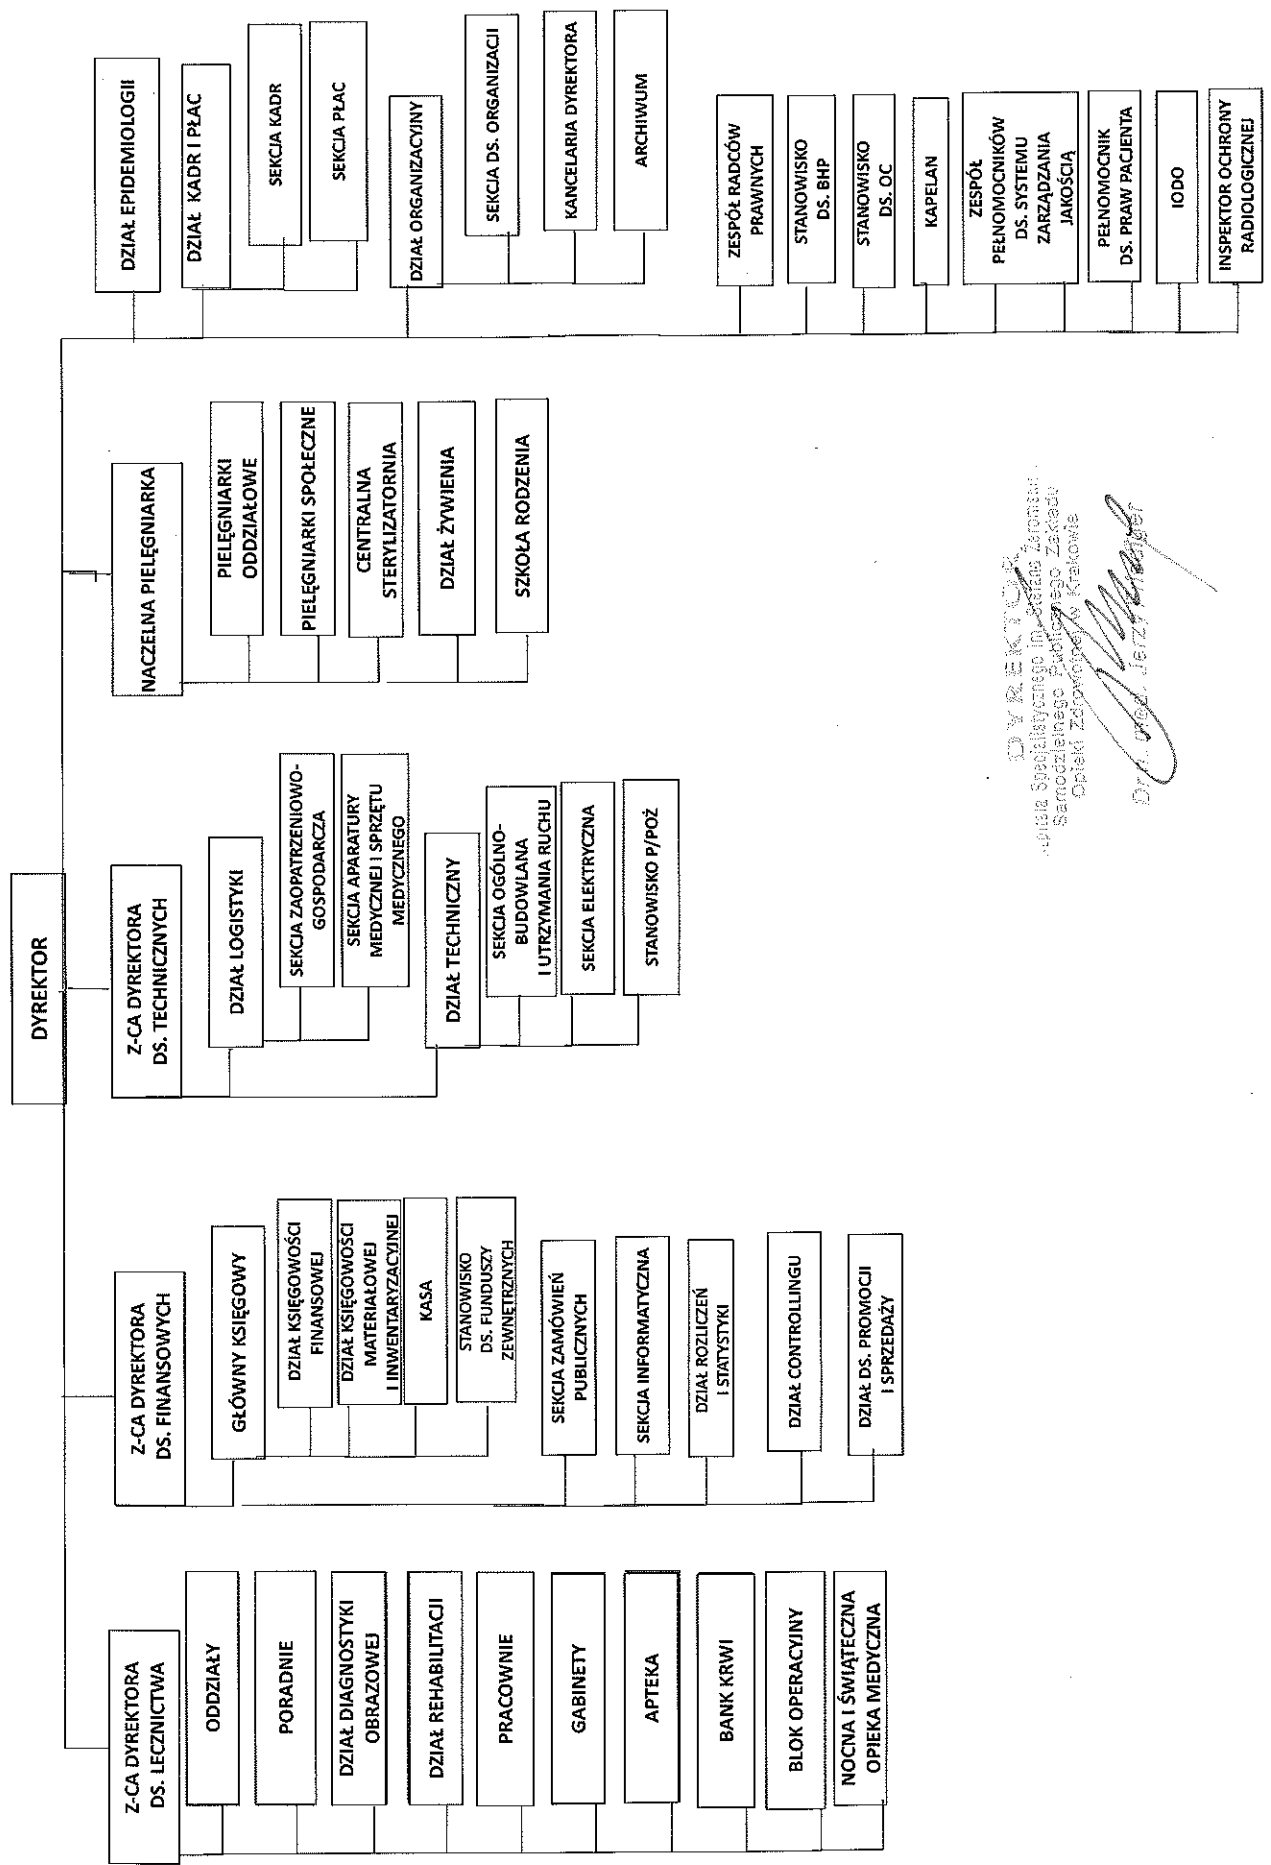 DYREKTOR
Z-CA DYREKTORA
DS. LECZNICTWA
ODDZIAŁY
PORADNIE
DZIAŁ DIAGNOSTYKI
OBRAZOWEJ
DZIAŁ REHABILITACJI
PRACOWNIE
GABINETY
APTEKA
BANK KRWI
BLOK OPERACYJNY
NOCNA I ŚWIĄTECZNA
OPIEKA MEDYCZNA
Z-CA DYREKTORA
DS. FINANSOWYCH
GŁÓWNY KSIĘGOWY
DZIAŁ KSIĘGOWOŚCI
FINANSOWEJ
DZIAŁ KSIĘGOWOŚCI
MATERIAŁOWEJ
I INWENTARYZACYJNEJ
KASA
STANOWISKO
DS. FUNDUSZY
ZEWNĘTRZNYCH
SEKCJA ZAMÓWIEŃ
PUBLICZNYCH
SEKCJA INFORMATYCZNA
DZIAŁ ROZLICZEŃ
I STATYSTYKI
DZIAŁ CONTROLLINGU
DZIAŁ DS. PROMOCJI
I SPRZEDAŻY
Z-CA DYREKTORA
DS. TECHNICZNYCH
DZIAŁ LOGISTYKI
SEKCJA ZAOPATRZENIOWO-
GOSPODARCZA
SEKCJA APARATURY
MEDYCZNEJ I SPRZĘTU
MEDYCZNEGO
DZIAŁ TECHNICZNY
SEKCJA OGÓLNO-
BUDOWLANA
I UTRZYMANIA RUCHU
SEKCJA ELEKTRYCZNA
STANOWISKO P/POŻ
NACZELNA PIELĘGNIARKA
PIELĘGNIARKI
ODDZIAŁOWE
PIELĘGNIARKI SPOŁECZNE
CENTRALNA
STERYLIZATORNIA
DZIAŁ ŻYWIENIA
SZKOŁA RODZENIA
DZIAŁ EPIDEMIOLOGII
DZIAŁ KADR I PŁAC
SEKCJA KADR
SEKCJA PŁAC
DZIAŁ ORGANIZACYJNY
SEKCJA DS. ORGANIZACJI
KANCELARIA DYREKTORA
ARCHIWUM
ZESPÓŁ RADCÓW
PRAWNYCH
STANOWISKO
DS. BHP
STANOWISKO
DS. OC
KAPELAN
ZESPÓŁ
PEŁNOMOCNIKÓW
DS. SYSTEMU
ZARZĄDZANIA
JAKOŚCIĄ
PEŁNOMOCNIK
DS. PRAW PACJENTA
IODO
INSPEKTOR OCHRONY
RADIOLOGICZNEJ
DYREKTOR
Specjalistycznego im. Stefana
Samodzielnego Publicznego Zakładu
Opieki Zdrowotnej w Krakowie
med. Jerzy